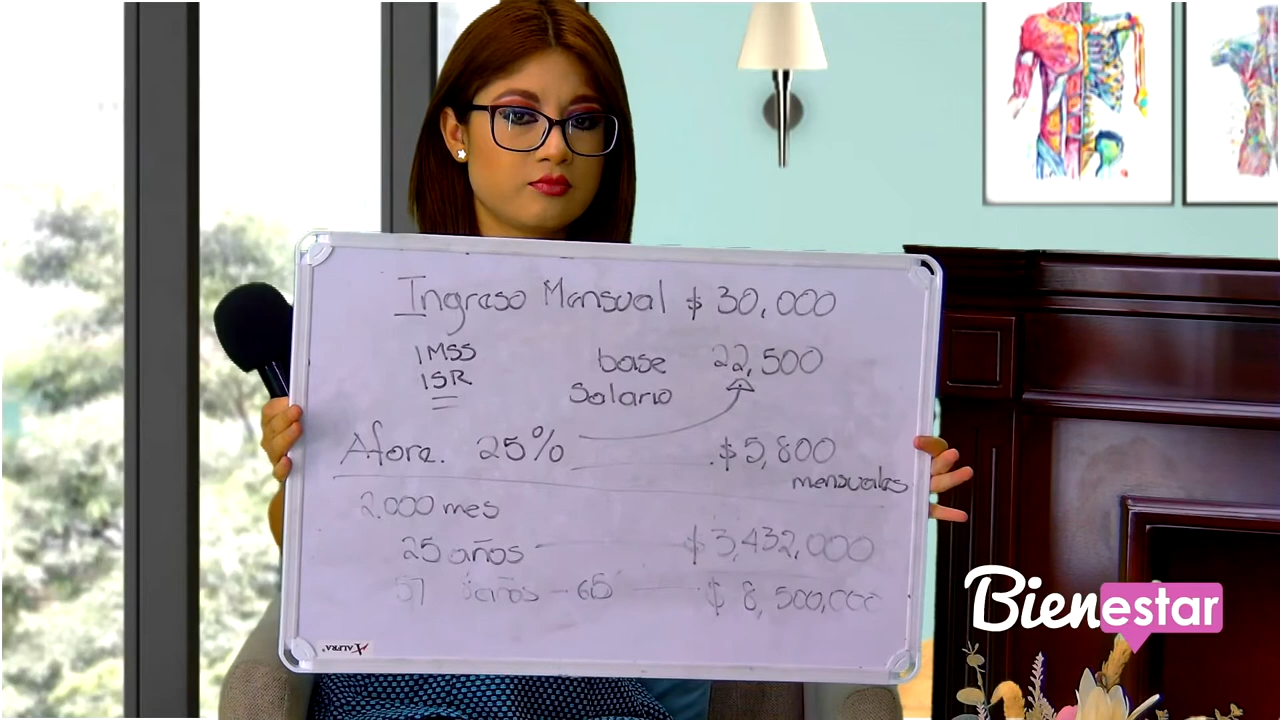 Ingreso Mensual $ 30,000
IMSS
ISR
base 22,500
Salario
Afore. 25% $5,800
mensuales
2.000 mes
25 años $3,432,000
años - 65 $ 8,500,000
ALFRA
Bienestar